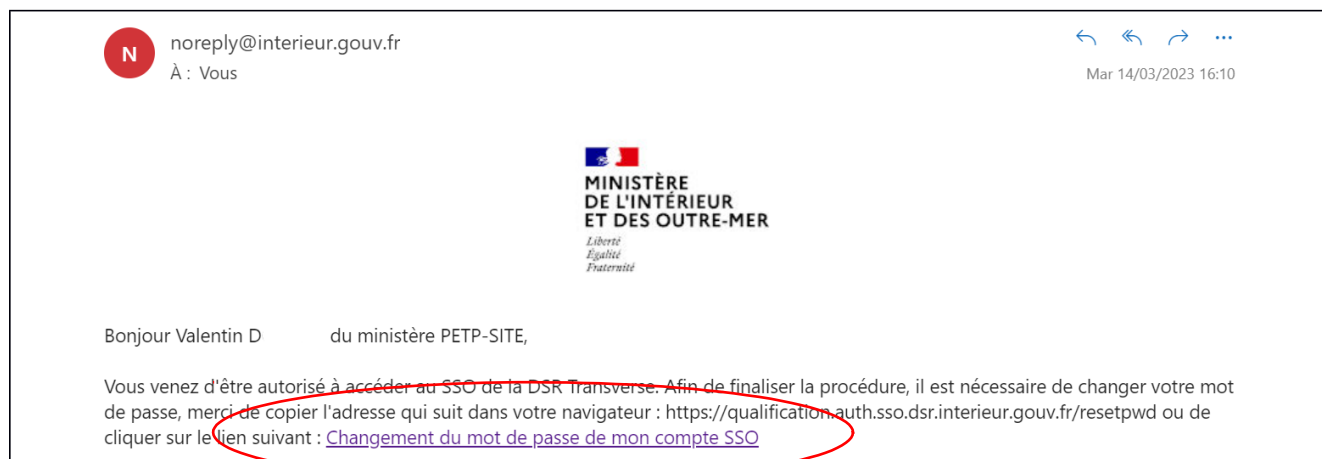 N
noreply@interieur.gouv.fr
À : Vous
Mar 14/03/2023 16:10
MINISTÈRE
DE L'INTÉRIEUR
ET DES OUTRE-MER
Liberté
Égalité
Fraternité
Bonjour Valentin D du ministère PETP-SITE,
Vous venez d'être autorisé à accéder au SSO de la DSR Transverse. Afin de finaliser la procédure, il est nécessaire de changer votre mot
de passe, merci de copier l'adresse qui suit dans votre navigateur : https://qualification.auth.sso.dsr.interieur.gouv.fr/resetpwd ou de
cliquer sur le lien suivant : Changement du mot de passe de mon compte SSO